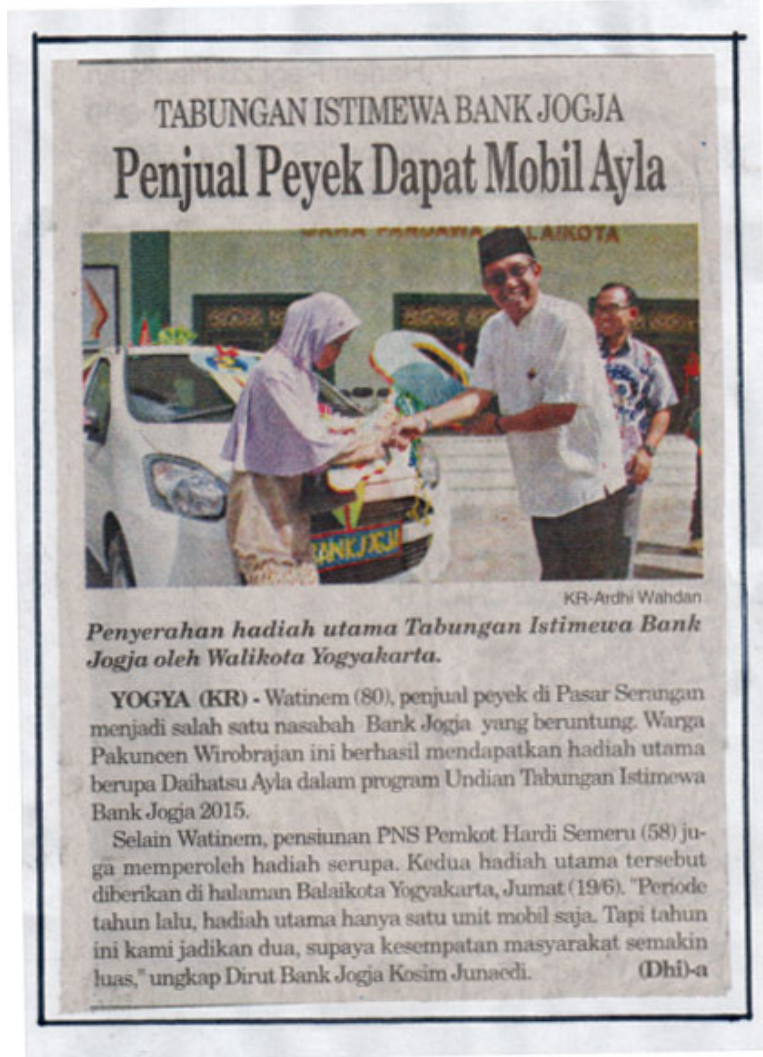 TABUNGAN ISTIMEWA BANK JOGJA
Penjual Peyek Dapat Mobil Ayla
BALAIKOTA
BANK JOGJA
KR-Ardhi Wahdan
Penyerahan hadiah utama Tabungan Istimewa Bank
Jogja oleh Walikota Yogyakarta.
YOGYA (KR) - Watinem (80), penjual peyek di Pasar Serangan
menjadi salah satu nasabah Bank Jogja yang beruntung. Warga
Pakuncen Wirobrajan ini berhasil mendapatkan hadiah utama
berupa Daihatsu Ayla dalam program Undian Tabungan Istimewa
Bank Jogja 2015.
Selain Watinem, pensiunan PNS Pemkot Hardi Semeru (58) ju-
ga memperoleh hadiah serupa. Kedua hadiah utama tersebut
diberikan di halaman Balaikota Yogyakarta, Jumat (19/6). "Periode
tahun lalu, hadiah utama hanya satu unit mobil saja. Tapi tahun
ini kami jadikan dua, supaya kesempatan masyarakat semakin
luas," ungkap Dirut Bank Jogja Kosim Junaedi. (Dhi)-a